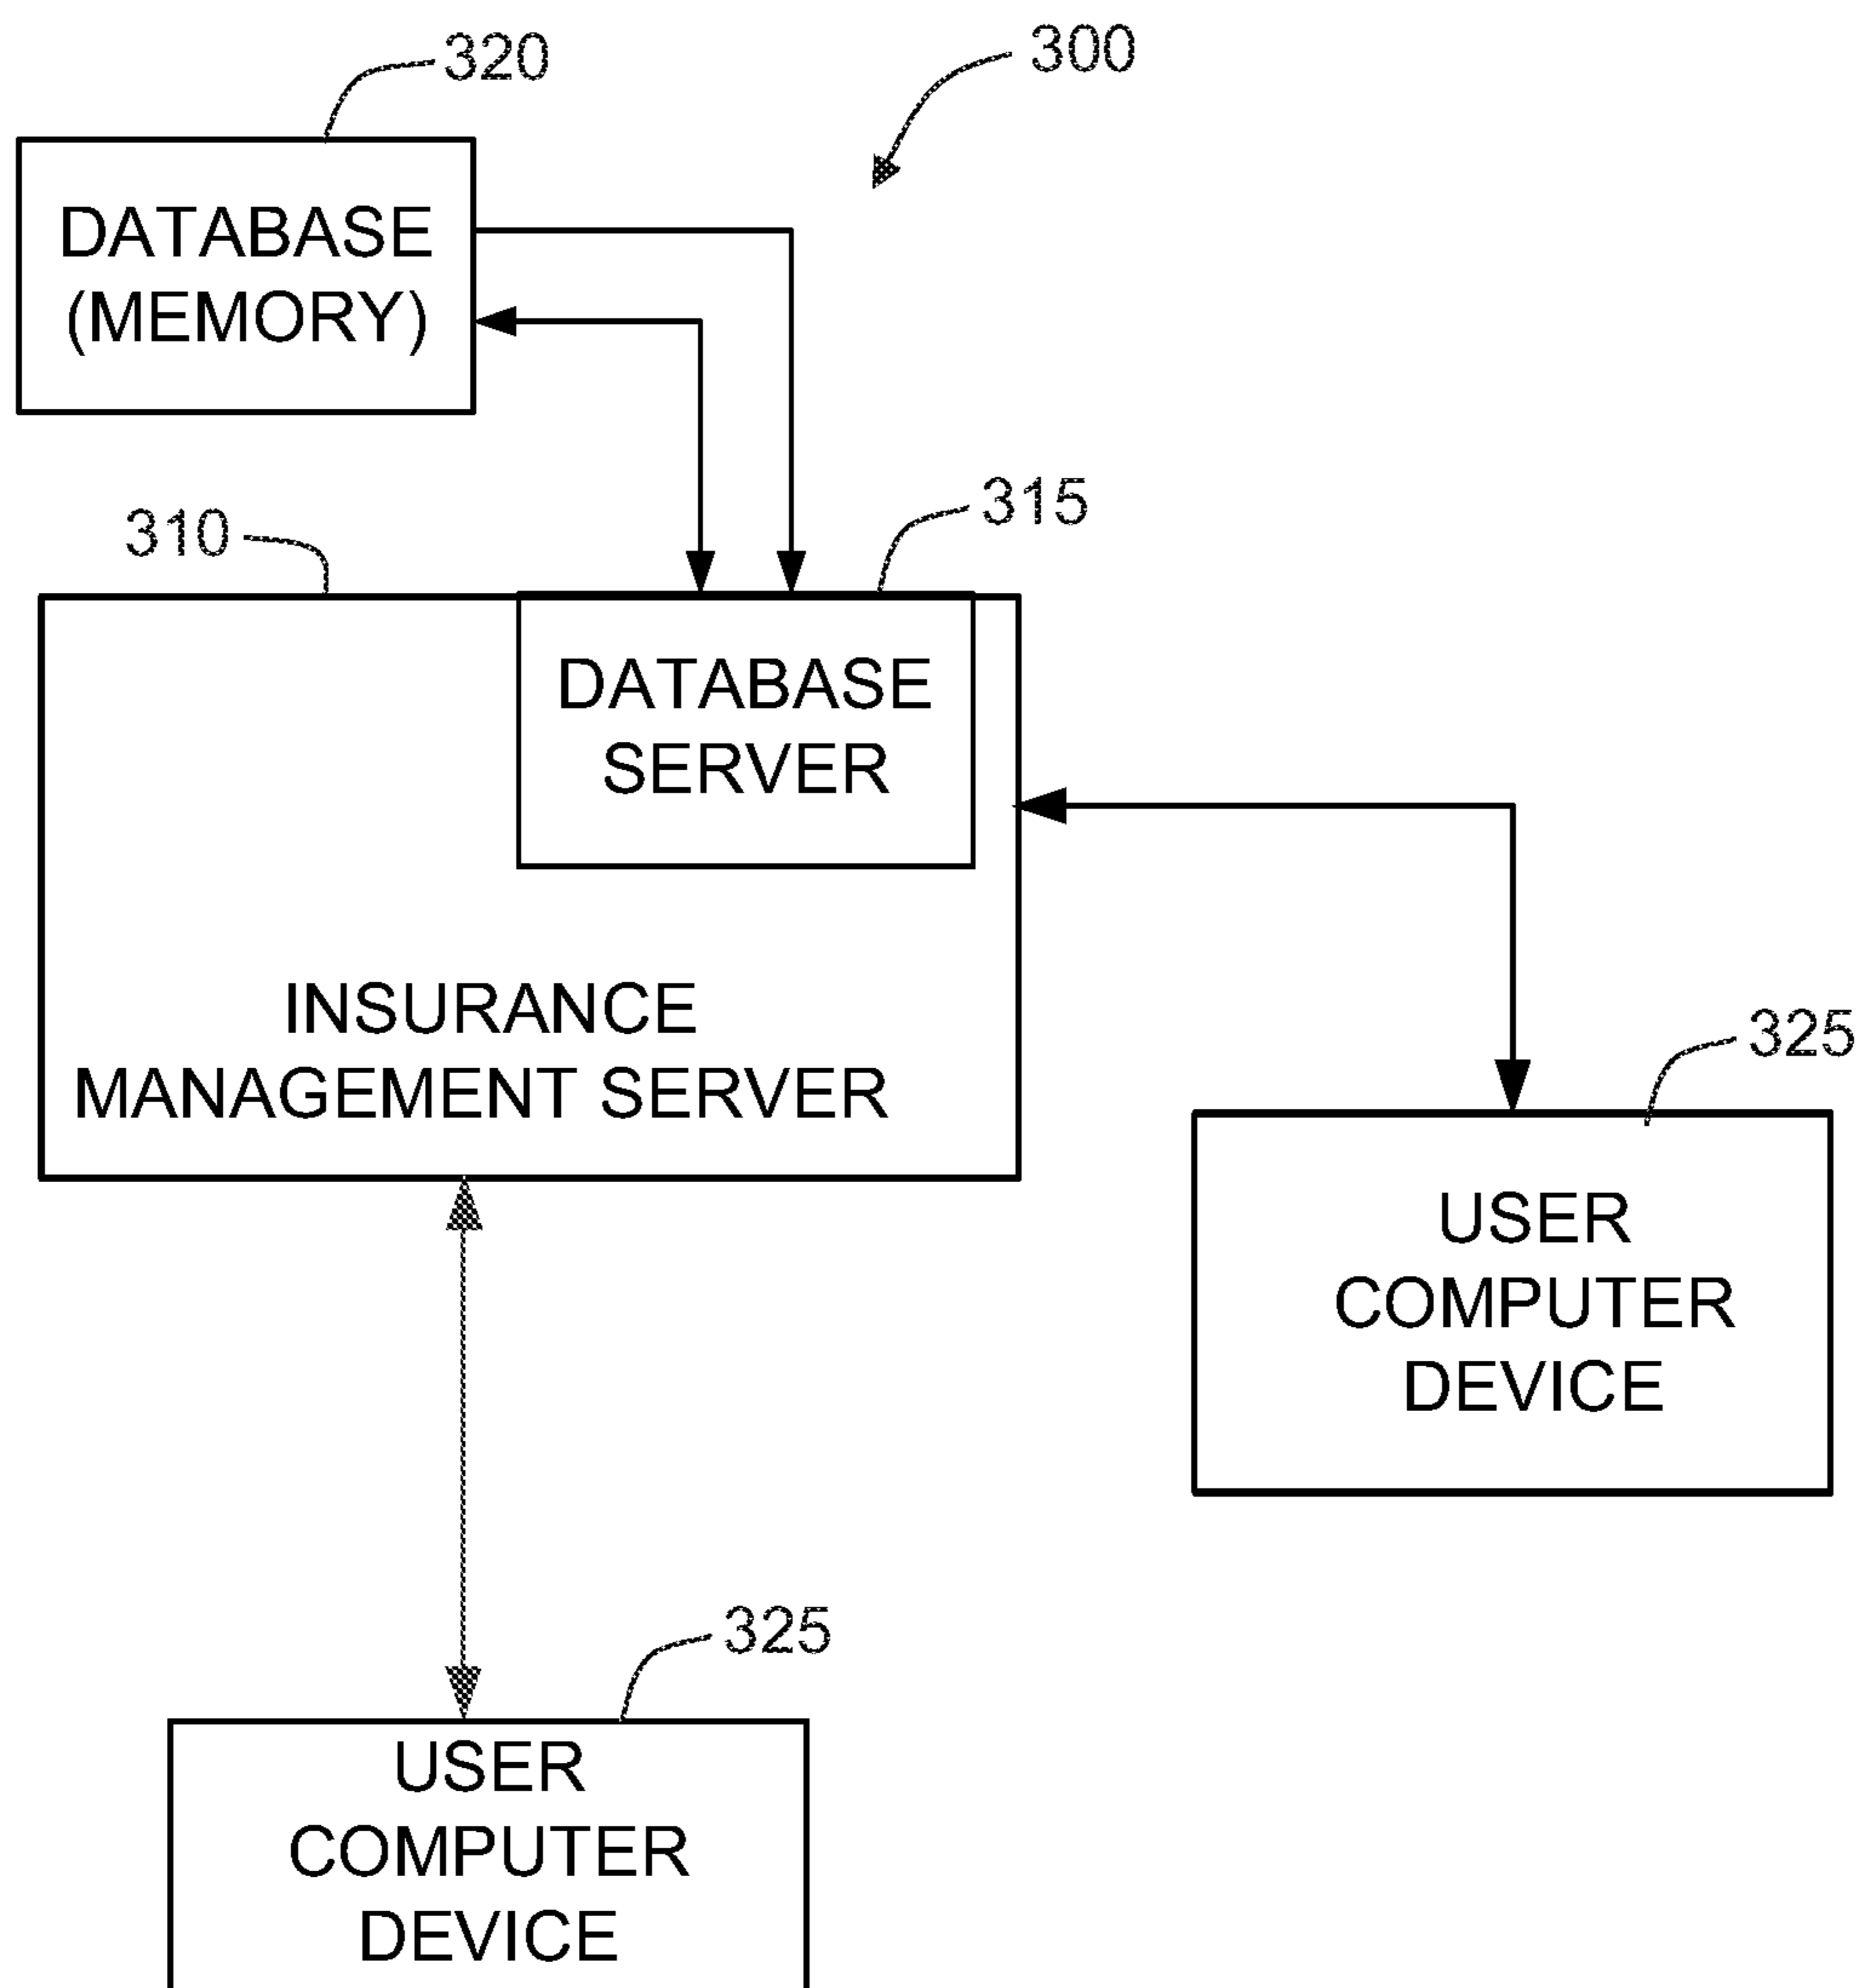 320
300
DATABASE
(MEMORY)
310
315
DATABASE
SERVER
INSURANCE
MANAGEMENT SERVER
325
USER
COMPUTER
DEVICE
325
USER
COMPUTER
DEVICE